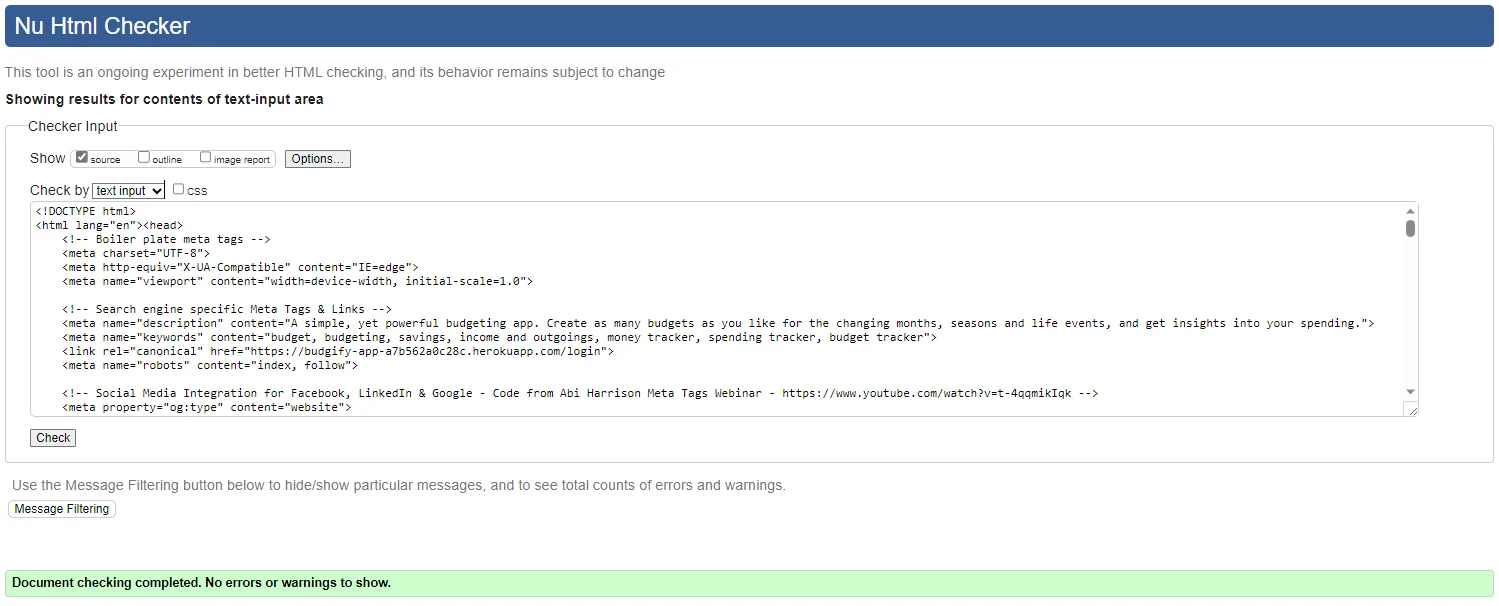 Nu Html Checker
This tool is an ongoing experiment in better HTML checking, and its behavior remains subject to change
Showing results for contents of text-input area
Checker Input
Show source outline image report Options...
Check by text input css
<!DOCTYPE html>
<html lang="en"><head>
    <!-- Boiler plate meta tags -->
    <meta charset="UTF-8">
    <meta http-equiv="X-UA-Compatible" content="IE=edge">
    <meta name="viewport" content="width=device-width, initial-scale=1.0">
    <!-- Search engine specific Meta Tags & Links -->
    <meta name="description" content="A simple, yet powerful budgeting app. Create as many budgets as you like for the changing months, seasons and life events, and get insights into your spending.">
    <meta name="keywords" content="budget, budgeting, savings, income and outgoings, money tracker, spending tracker, budget tracker">
    <link rel="canonical" href="https://budgify-app-a7b562a0c28c.herokuapp.com/login">
    <meta name="robots" content="index, follow">
    <!-- Social Media Integration for Facebook, LinkedIn & Google - Code from Abi Harrison Meta Tags Webinar - https://www.youtube.com/watch?v=t-4qqmikIqk -->
    <meta property="og:type" content="website">
Check
Use the Message Filtering button below to hide/show particular messages, and to see total counts of errors and warnings.
Message Filtering
Document checking completed. No errors or warnings to show.